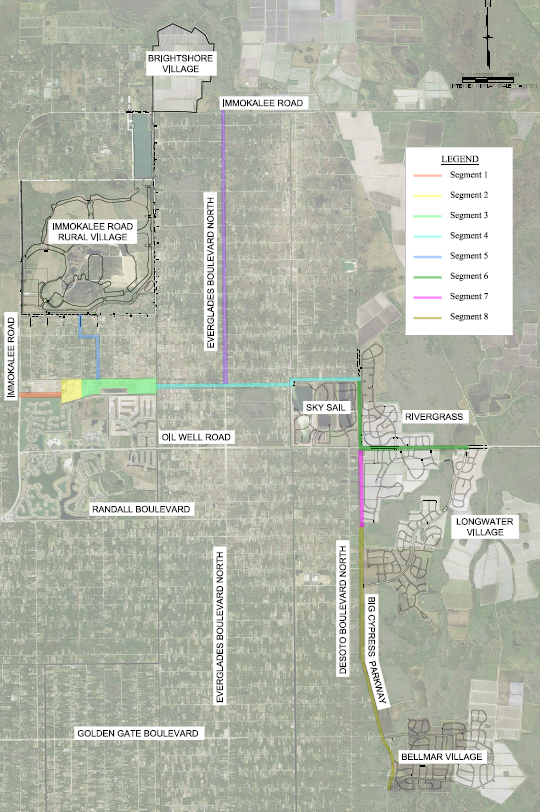 BRIGHTSHORE
VILLAGE
IMMOKALEE ROAD
LEGEND
Segment 1
Segment 2
Segment 3
Segment 4
Segment 5
Segment 6
Segment 7
Segment 8
IMMOKALEE ROAD
RURAL VILLAGE
EVERGLADES BOULEVARD NORTH
IMMOKALEE ROAD
SKY SAIL
RIVERGRASS
OIL WELL ROAD
RANDALL BOULEVARD
LONGWATER
VILLAGE
EVERGLADES BOULEVARD NORTH
DESOTO BOULEVARD NORTH
BIG CYPRESS PARKWAY
GOLDEN GATE BOULEVARD
BELLMAR VILLAGE